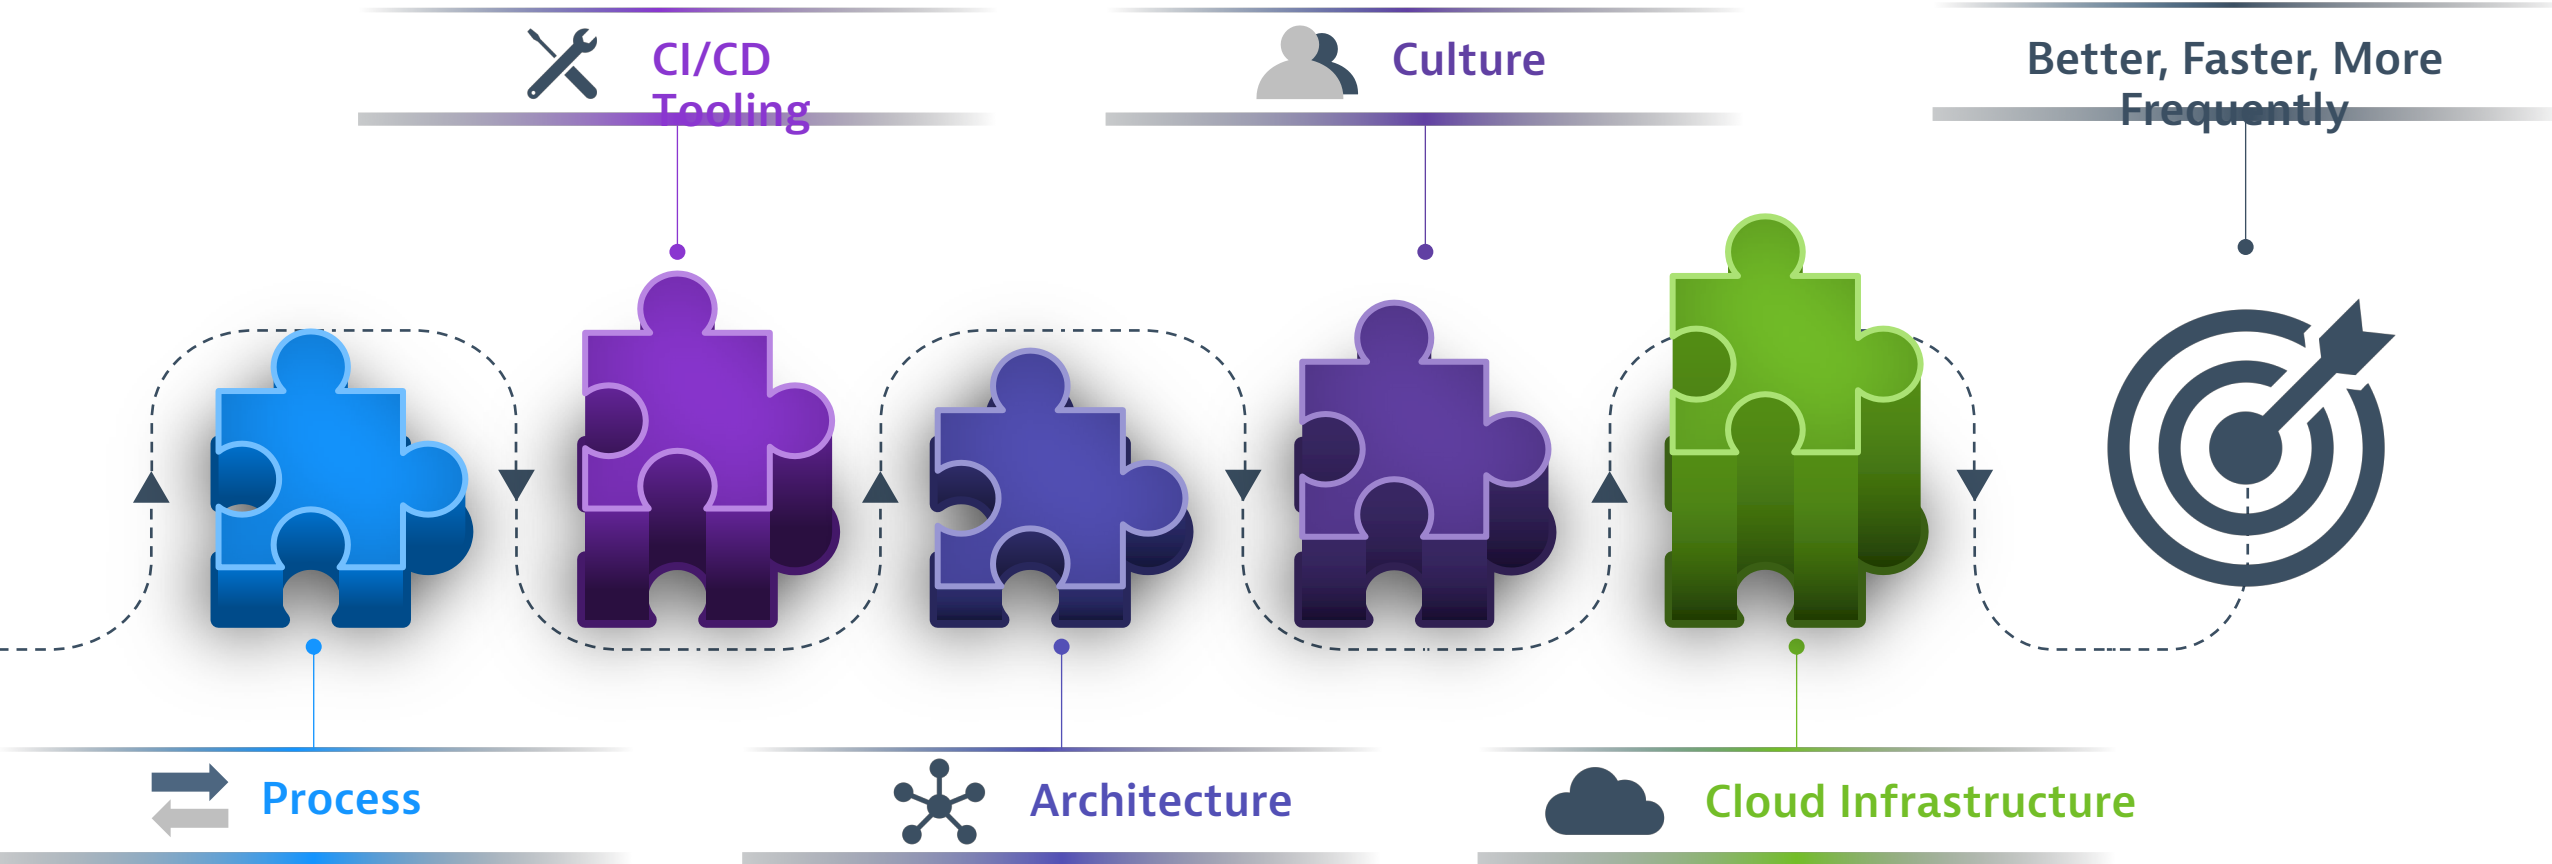 CI/CD
Tooling
Culture
Better, Faster, More
Frequently
Process
Architecture
Cloud Infrastructure